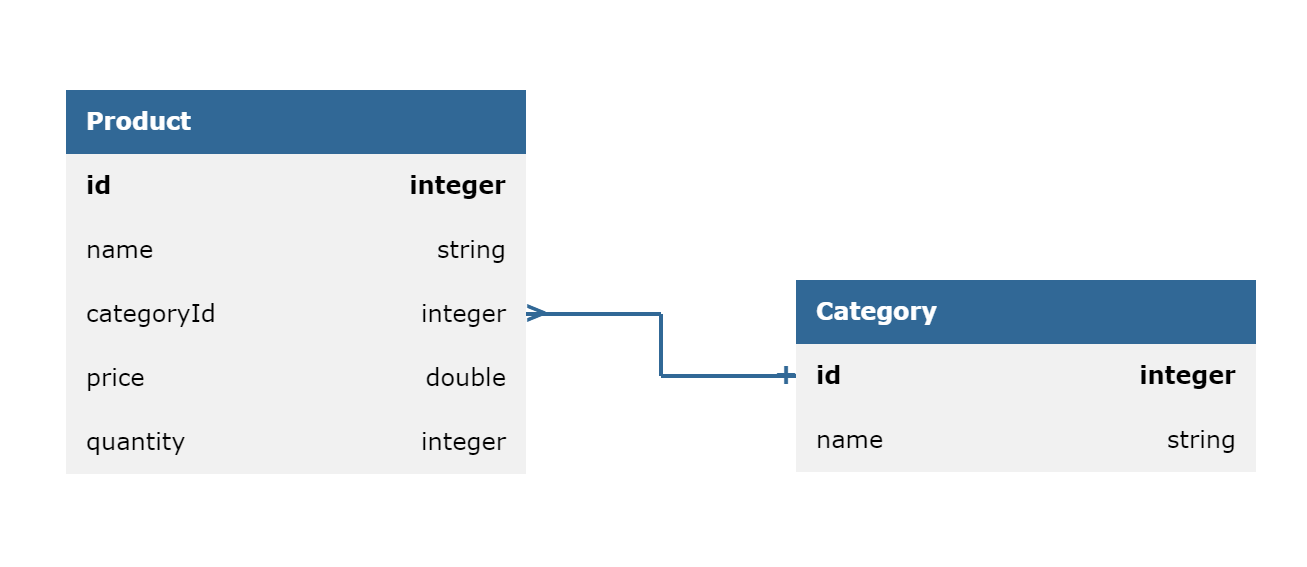 Product
id integer
name string
categoryId integer
price double
quantity integer
Category
id integer
name string